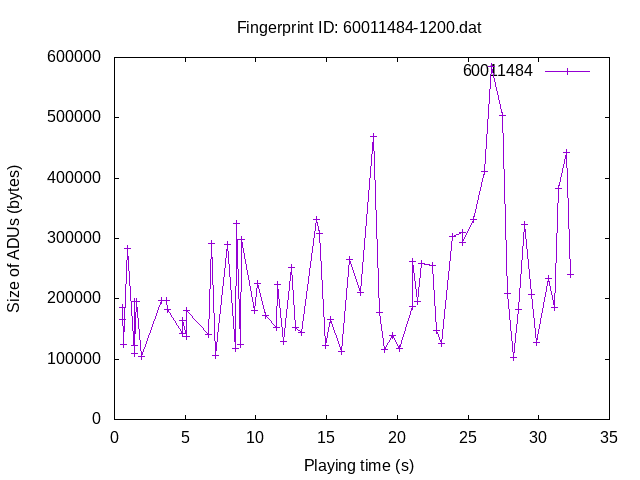 Fingerprint ID: 60011484-1200.dat
60011484
Size of ADUs (bytes)
600000
500000
400000
300000
200000
100000
0
0 5 10 15 20 25 30 35
Playing time (s)